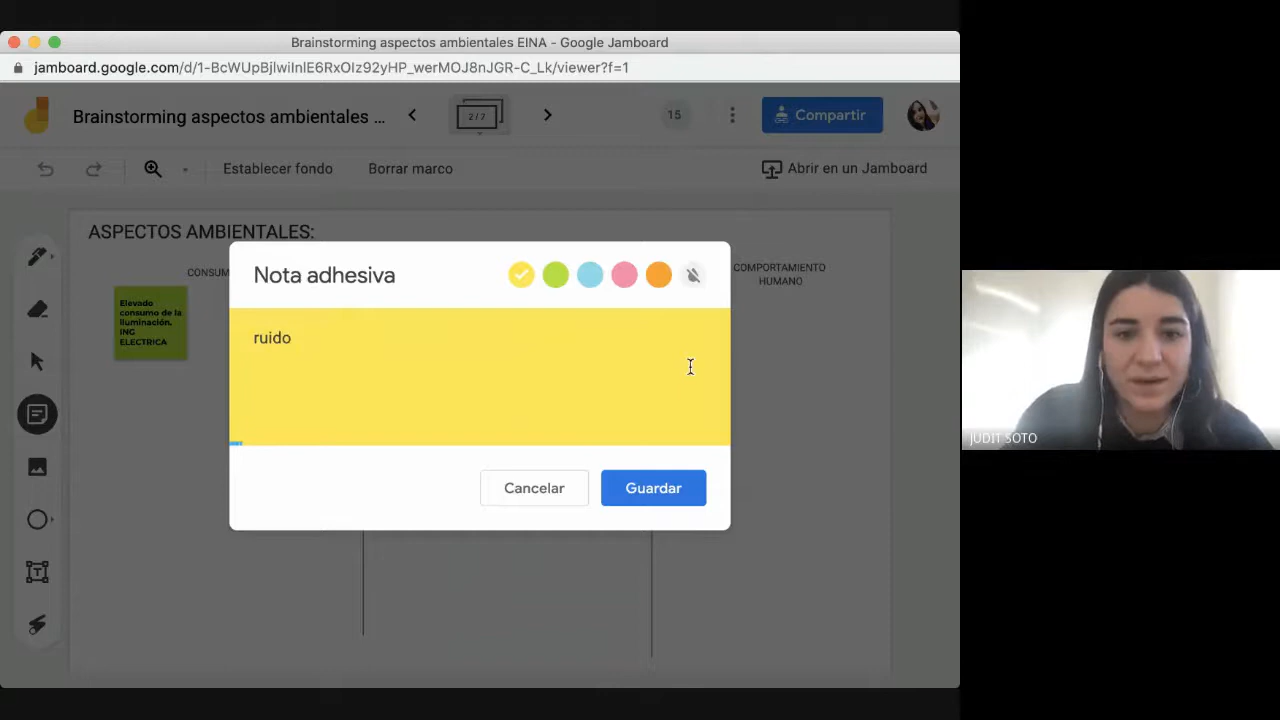 Brainstorming aspectos ambientales EINA - Google Jamboard
jamboard.google.com/d/1-BcWUpBjlwiInlE6RxOIz92yHP_werMOJ8nJGR-C_Lk/viewer?f=1
Brainstorming aspectos ambientales ...
2 / 7
15
Compartir
Establecer fondo
Borrar marco
Abrir en un Jamboard
ASPECTOS AMBIENTALES:
CONSUM
COMPORTAMIENTO
HUMANO
Elevado
consumo de la
iluminación.
ING
ELECTRICA
Nota adhesiva
ruido
Cancelar
Guardar
T
JUDIT SOTO